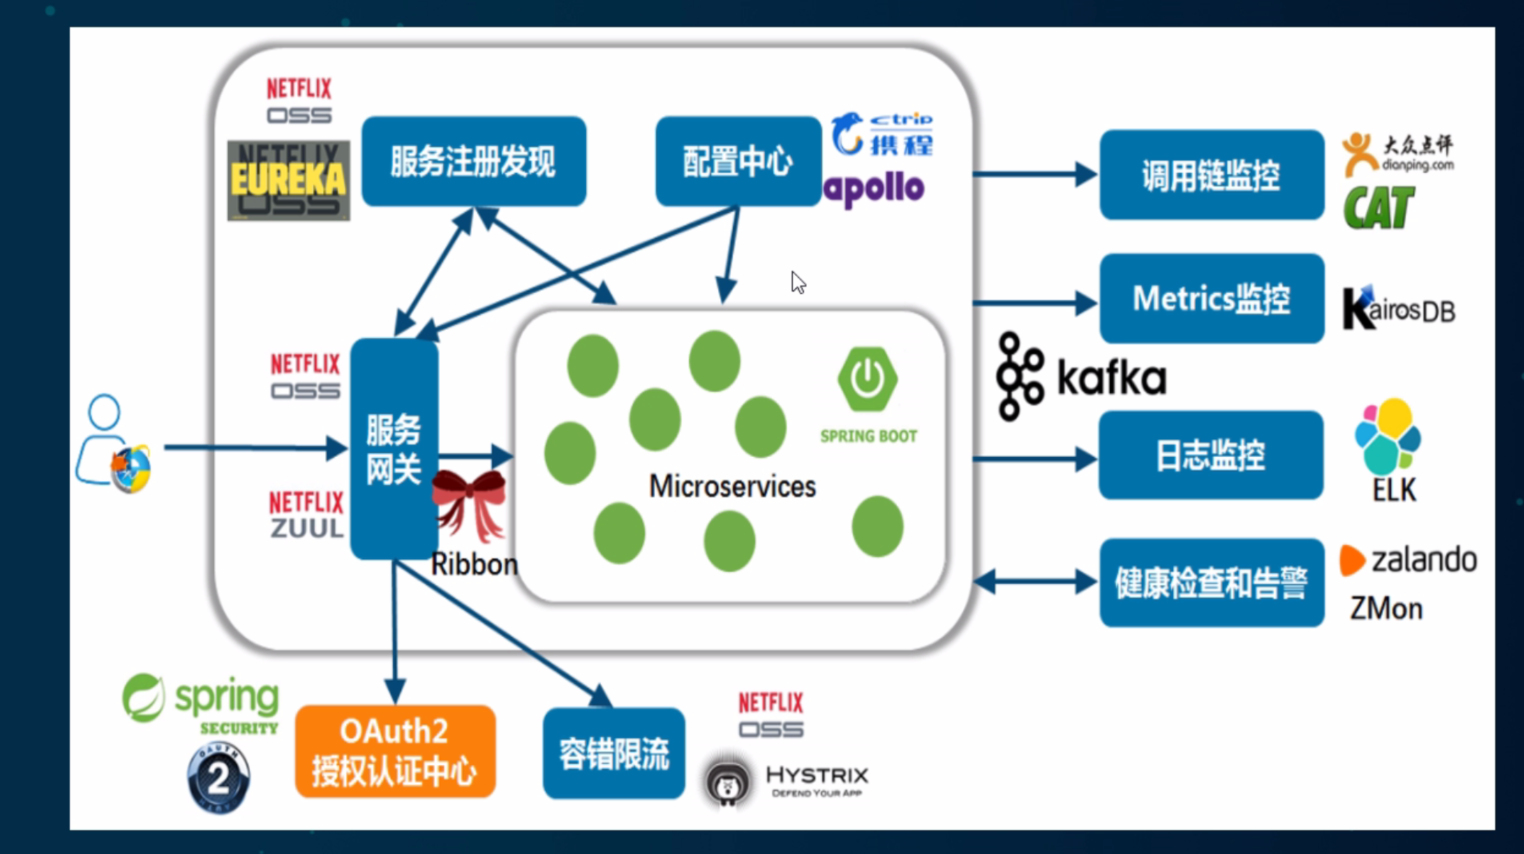 NETFLIX
OSS
NETFLIX
EUREKA
OSS
服务注册发现
配置中心
ctrip
携程
apollo
调用链监控
大众点评
dianping.com
CAT
Metrics监控
KairosDB
kafka
NETFLIX
OSS
服务
网关
NETFLIX
ZUUL
Ribbon
SPRING BOOT
Microservices
日志监控
ELK
健康检查和告警
zalando
ZMon
spring
SECURITY
OAUTH
2
OAuth2
授权认证中心
容错限流
NETFLIX
OSS
HYSTRIX
DEFEND YOUR APP